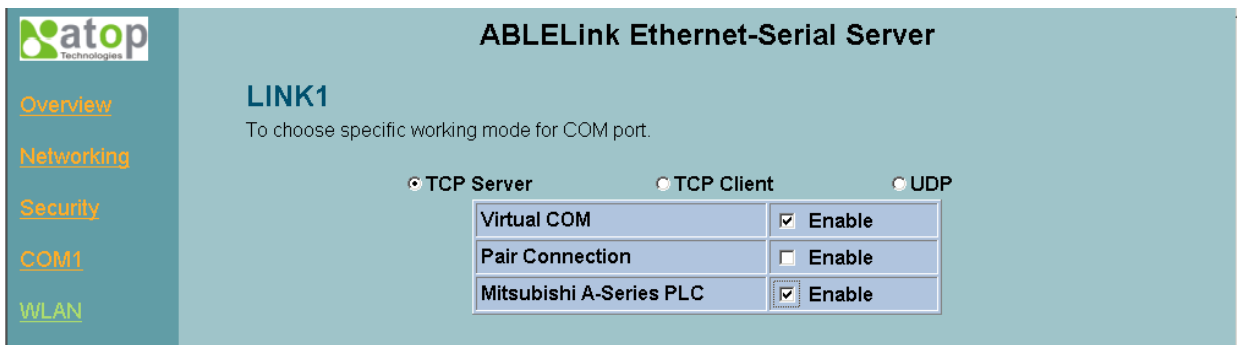 atop
Technologies
ABLELink Ethernet-Serial Server
Overview
Networking
Security
COM1
WLAN
LINK1
To choose specific working mode for COM port.
TCP Server TCP Client UDP
Virtual COM Enable
Pair Connection Enable
Mitsubishi A-Series PLC Enable